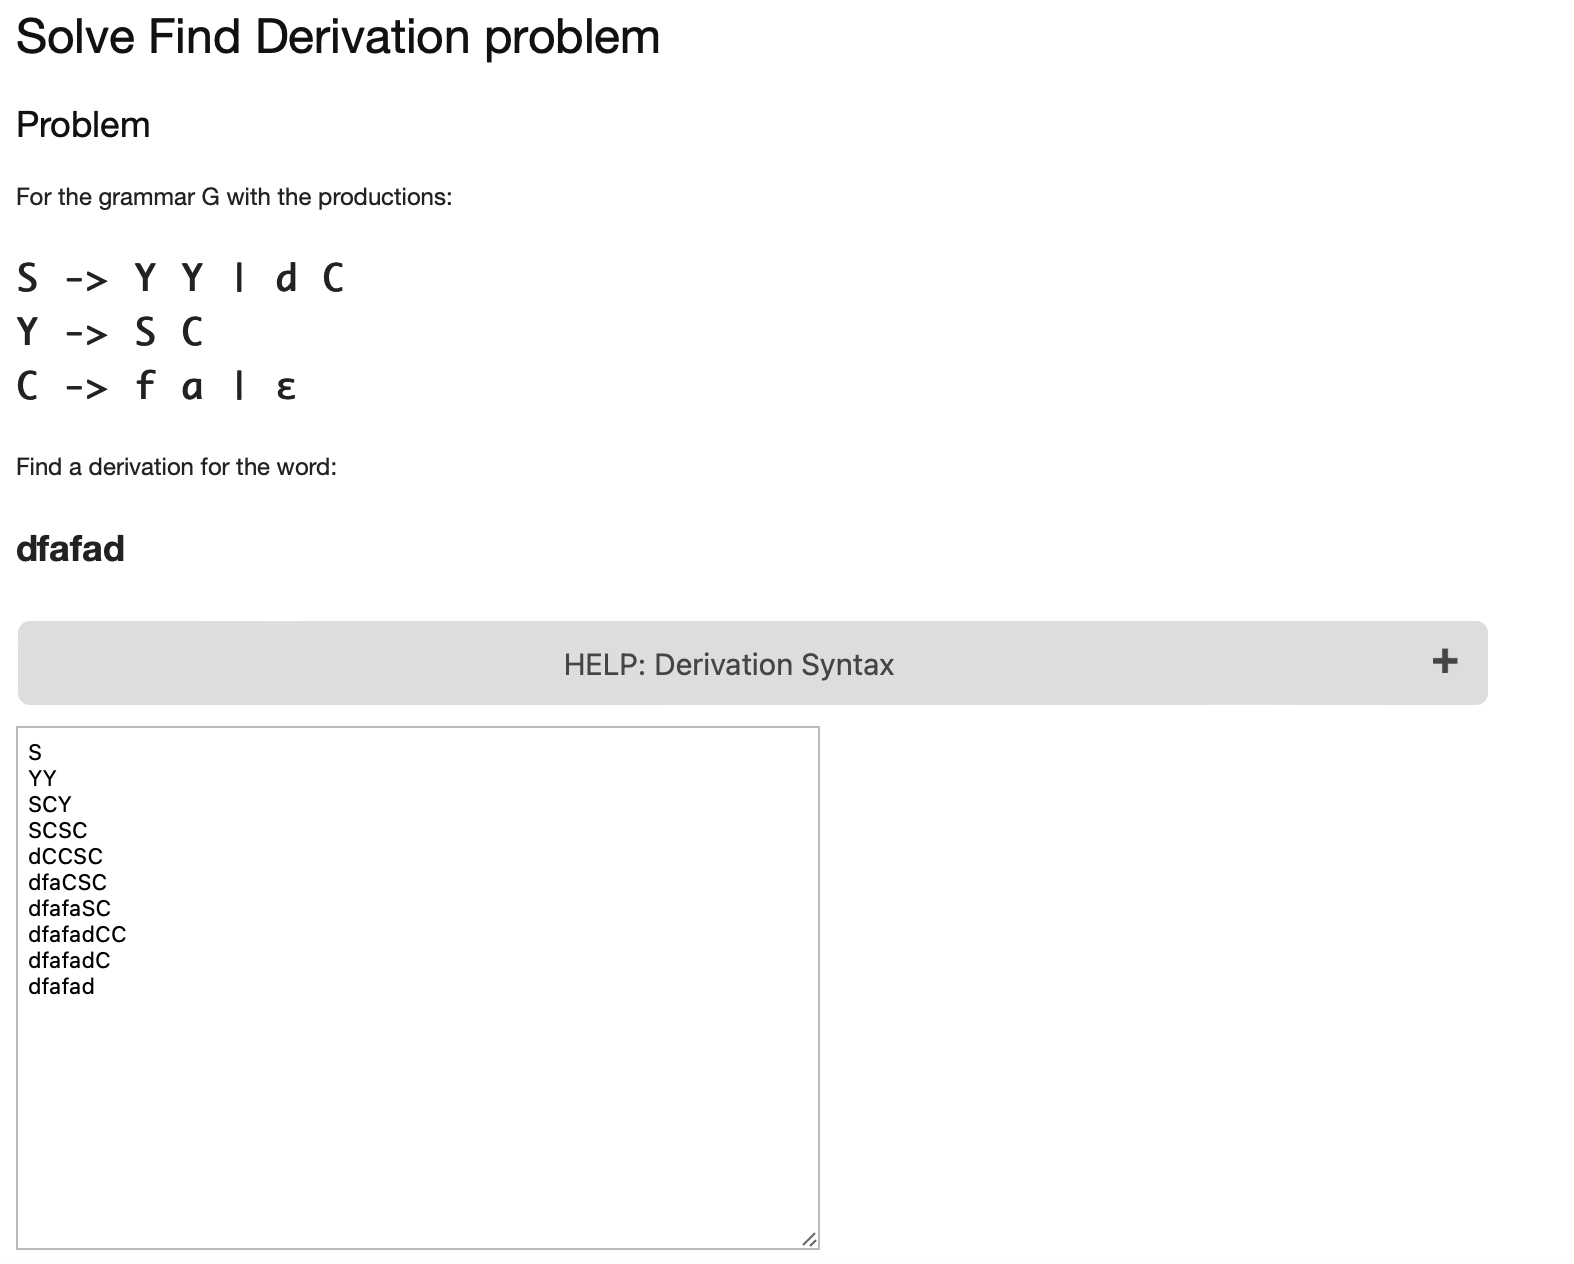 Solve Find Derivation problem
Problem
For the grammar G with the productions:
S -> Y Y | d C
Y -> S C
C -> f a | ε
Find a derivation for the word:
dfafad
HELP: Derivation Syntax +
S
YY
SCY
SCSC
dCCSC
dfaCSC
dfafaSC
dfafadCC
dfafadC
dfafad